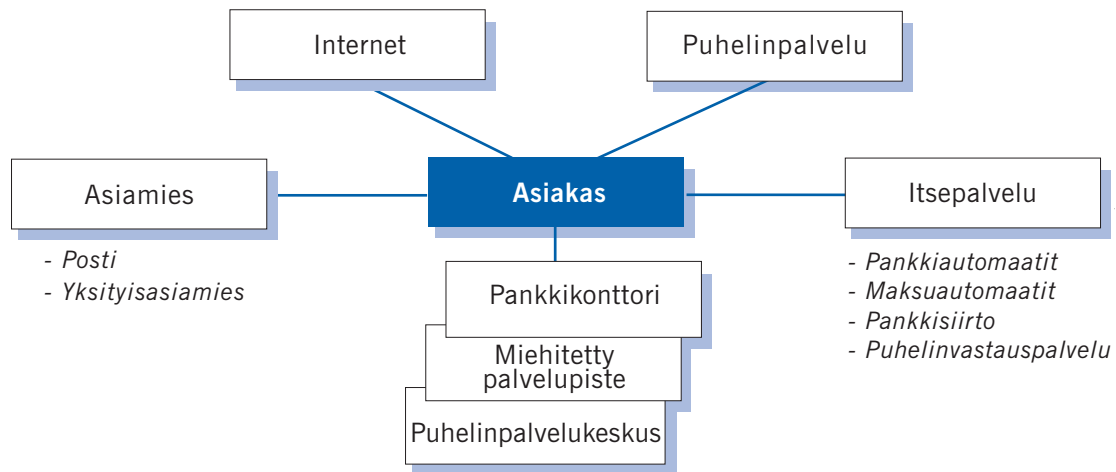 Internet
Puhelinpalvelu
Asiamies
Asiakas
Itsepalvelu
- Posti
- Yksityisasiamies
- Pankkiautomaatit
- Maksuautomaatit
- Pankkisiirto
- Puhelinvastauspalvelu
Pankkikonttori
Miehitetty
palvelupiste
Puhelinpalvelukeskus